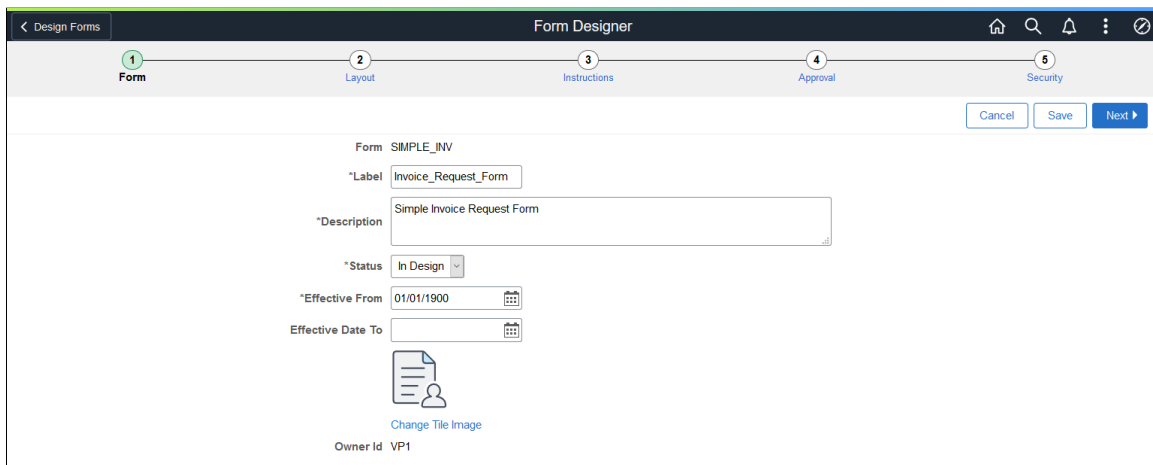 Design Forms
Form Designer
1
2
3
4
5
Form
Layout
Instructions
Approval
Security
Cancel
Save
Next
Form SIMPLE_INV
*Label Invoice_Request_Form
*Description Simple Invoice Request Form
*Status In Design
*Effective From 01/01/1900
Effective Date To
Change Tile Image
Owner Id VP1